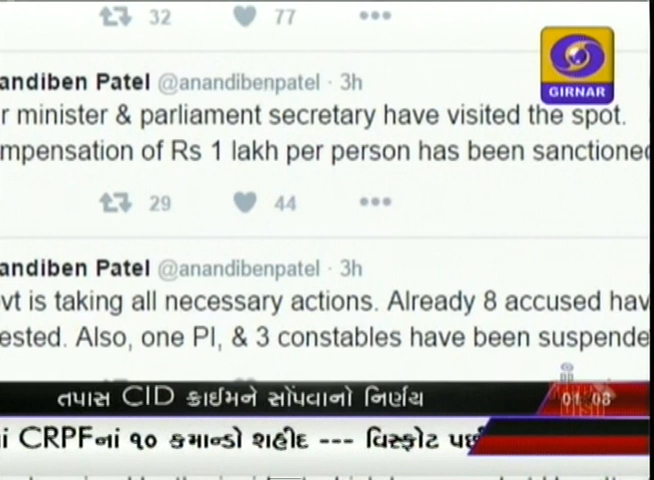 32 77 •••
andiben Patel @anandibenpatel · 3h
GIRNAR
r minister & parliament secretary have visited the spot.
mpensation of Rs 1 lakh per person has been sanctioned
29 44 •••
andiben Patel @anandibenpatel · 3h
vt is taking all necessary actions. Already 8 accused hav
ested. Also, one PI, & 3 constables have been suspende
તપાસ CID ક્રાઈમને સોંપવાનો નિર્ણય
01:08
માં CRPFનાં ૧૦ કમાન્ડો શહીદ --- વિસ્ફોટ પછી